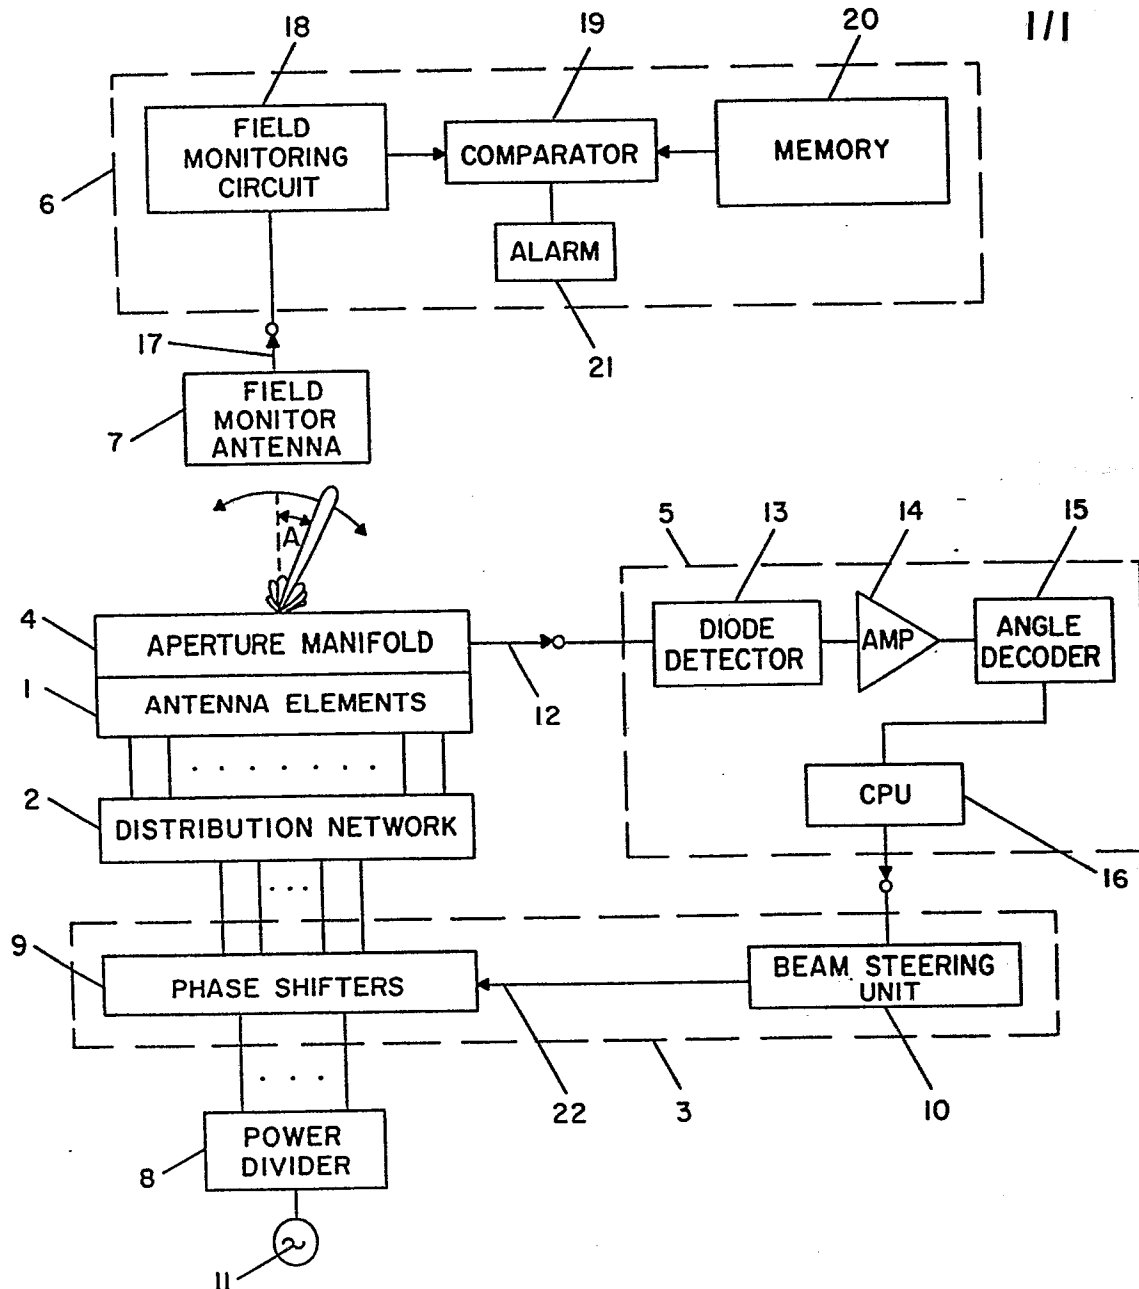 1/1
18
19
20
FIELD
MONITORING
CIRCUIT
COMPARATOR
MEMORY
6
ALARM
17
21
FIELD
MONITOR
ANTENNA
7
A
5
13
14
15
4
APERTURE MANIFOLD
DIODE
DETECTOR
AMP
ANGLE
DECODER
1
ANTENNA ELEMENTS
12
2
DISTRIBUTION NETWORK
CPU
16
9
PHASE SHIFTERS
BEAM STEERING
UNIT
22
3
10
POWER
DIVIDER
8
11